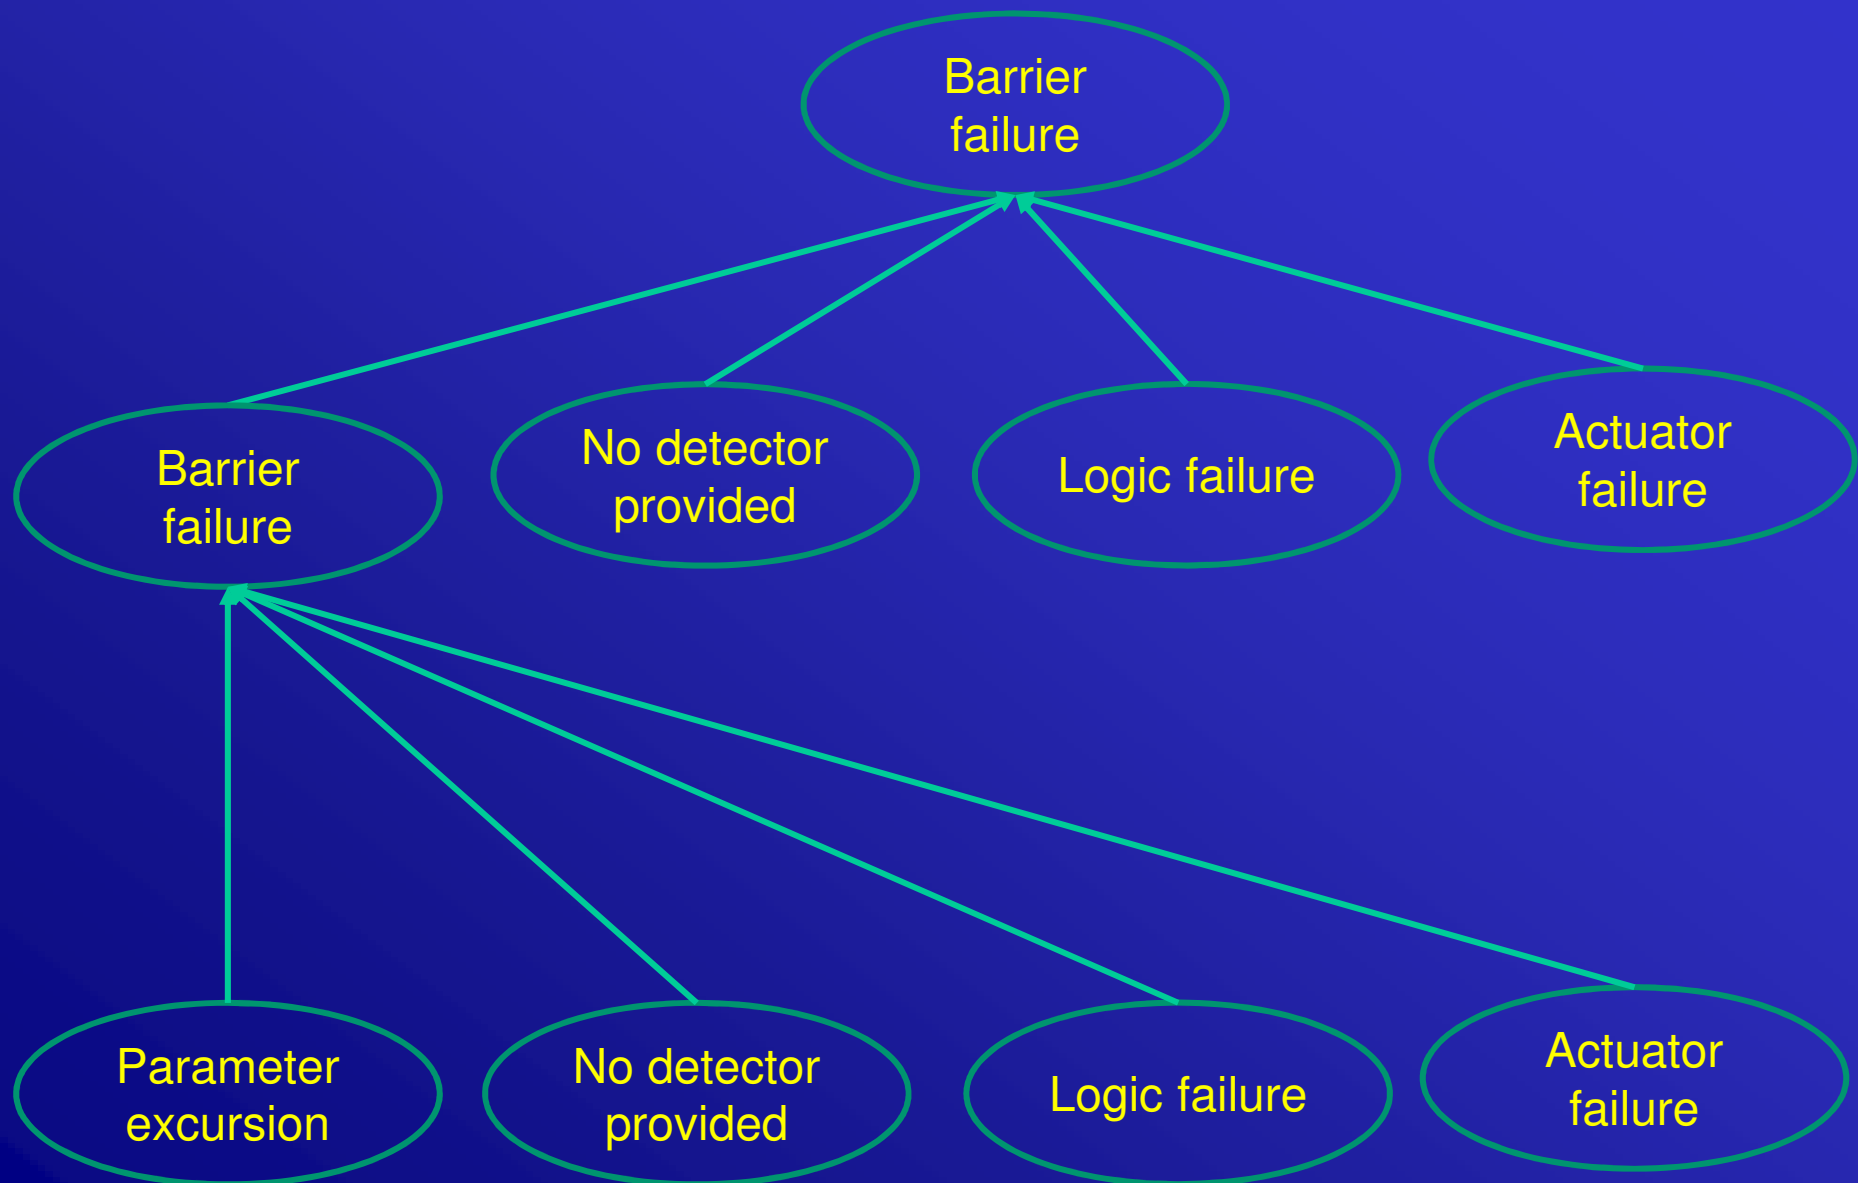 Barrier
failure
Barrier
failure
No detector
provided
Logic failure
Actuator
failure
Parameter
excursion
No detector
provided
Logic failure
Actuator
failure